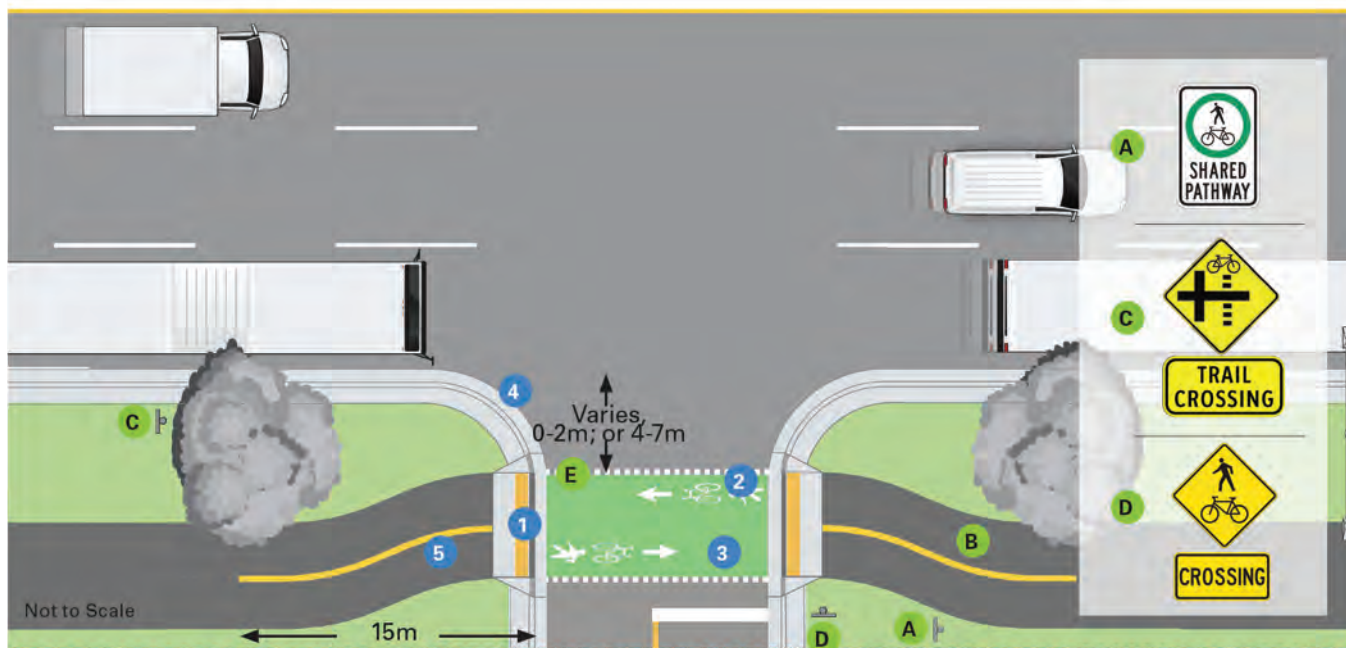 A
SHARED
PATHWAY
C
TRAIL
CROSSING
D
CROSSING
C
4
Varies,
0-2m; or 4-7m
E
2
1
5
3
B
Not to Scale
15m
D
A